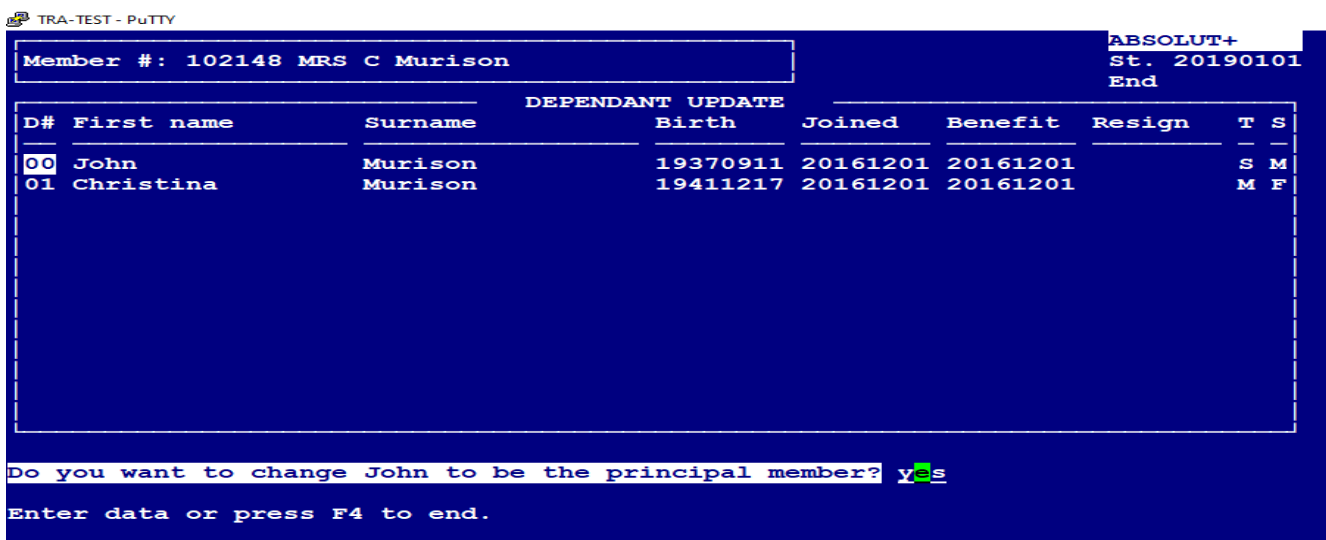 TRA-TEST - PuTTY
ABSOLUT+
Member #: 102148 MRS C Murison St. 20190101
End
DEPENDANT UPDATE
D# First name Surname Birth Joined Benefit Resign T S
00 John Murison 19370911 20161201 20161201 S M
01 Christina Murison 19411217 20161201 20161201 M F
Do you want to change John to be the principal member? yes
Enter data or press F4 to end.